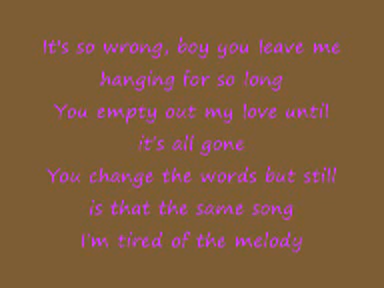 It's so wrong, boy you leave me
hanging for so long
You empty out my love until
it's all gone
You change the words but still
is that the same song
I'm tired of the melody